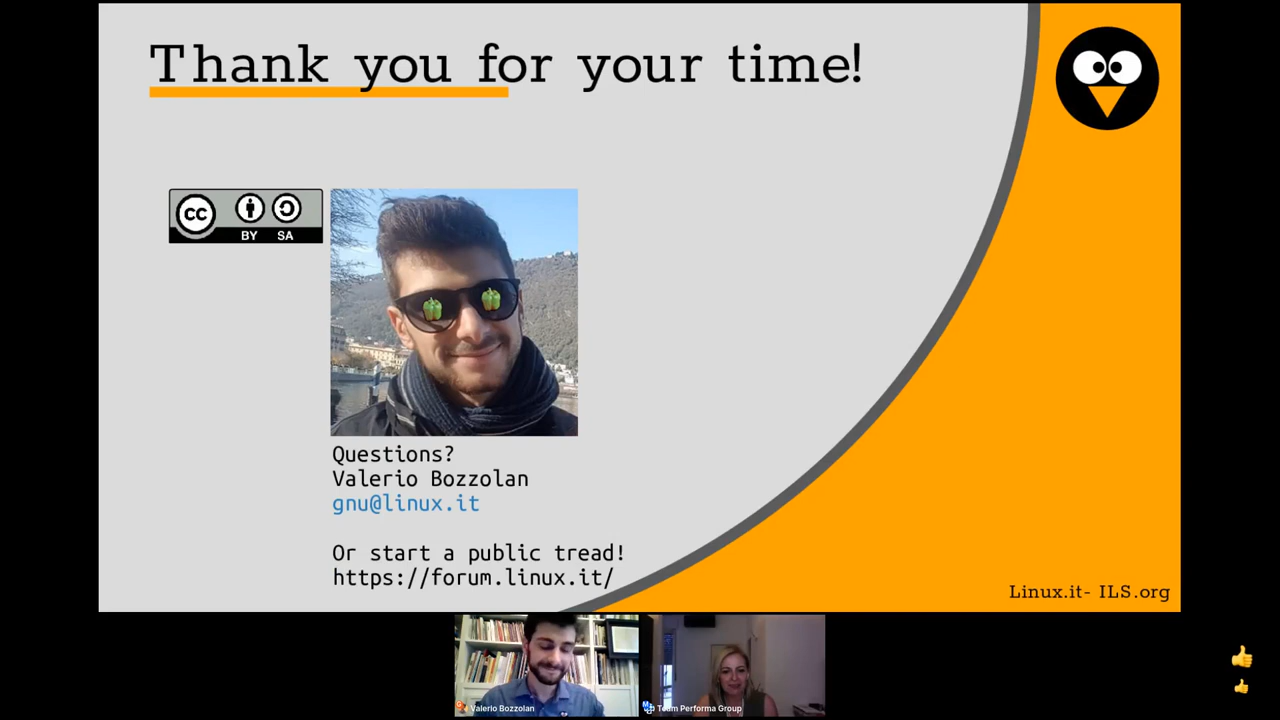 Thank you for your time!
CC
BY SA
Questions?
Valerio Bozzolan
gnu@linux.it
Or start a public tread!
https://forum.linux.it/
Linux.it- ILS.org
Valerio Bozzolan
Team Performa Group